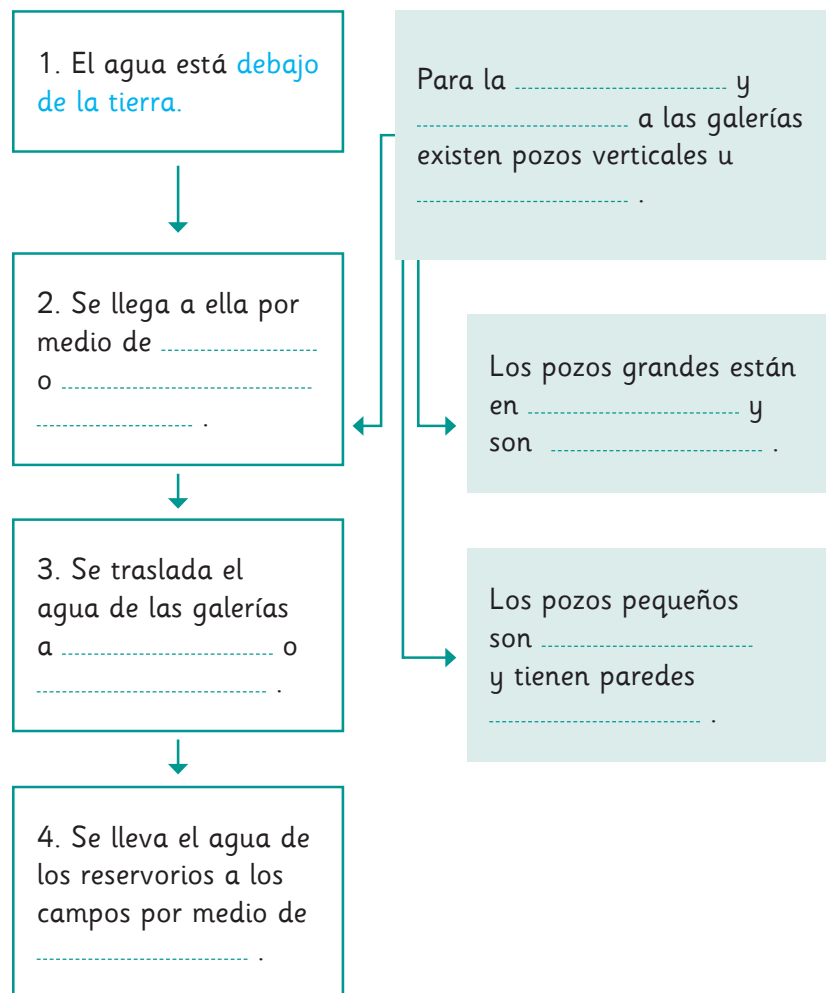 1. El agua está debajo
de la tierra.
2. Se llega a ella por
medio de
o
.
3. Se traslada el
agua de las galerías
a o
.
4. Se lleva el agua de
los reservorios a los
campos por medio de
.
Para la y
a las galerías
existen pozos verticales u
.
Los pozos grandes están
en y
son .
Los pozos pequeños
son
y tienen paredes
.